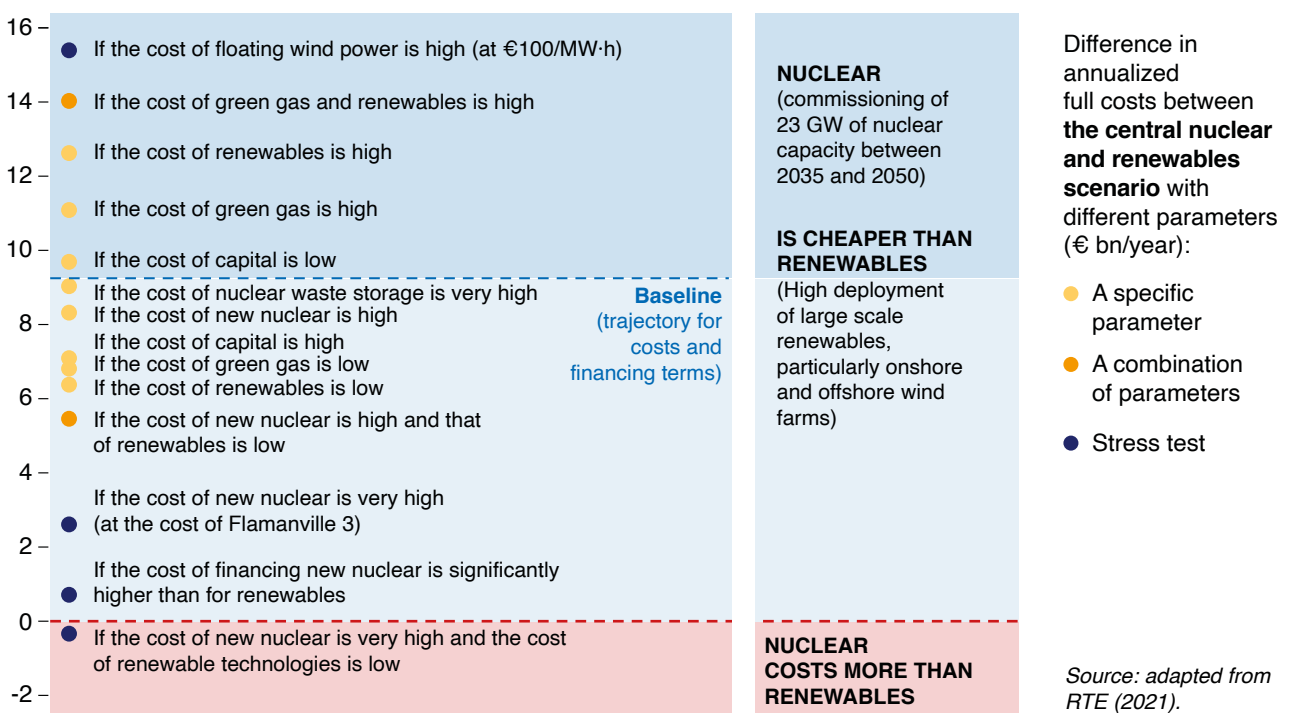 16
14
12
10
8
6
4
2
0
-2
If the cost of floating wind power is high (at €100/MW·h)
If the cost of green gas and renewables is high
If the cost of renewables is high
If the cost of green gas is high
If the cost of capital is low
If the cost of nuclear waste storage is very high
If the cost of new nuclear is high
If the cost of capital is high
If the cost of green gas is low
If the cost of renewables is low
If the cost of new nuclear is high and that
of renewables is low
If the cost of new nuclear is very high
(at the cost of Flamanville 3)
If the cost of financing new nuclear is significantly
higher than for renewables
If the cost of new nuclear is very high and the cost
of renewable technologies is low
Baseline
(trajectory for
costs and
financing terms)
NUCLEAR
(commissioning of
23 GW of nuclear
capacity between
2035 and 2050)
IS CHEAPER THAN
RENEWABLES
(High deployment
of large scale
renewables,
particularly onshore
and offshore wind
farms)
NUCLEAR
COSTS MORE THAN
RENEWABLES
Difference in
annualized
full costs between
the central nuclear
and renewables
scenario with
different parameters
(€ bn/year):
A specific
parameter
A combination
of parameters
Stress test
Source: adapted from
RTE (2021).